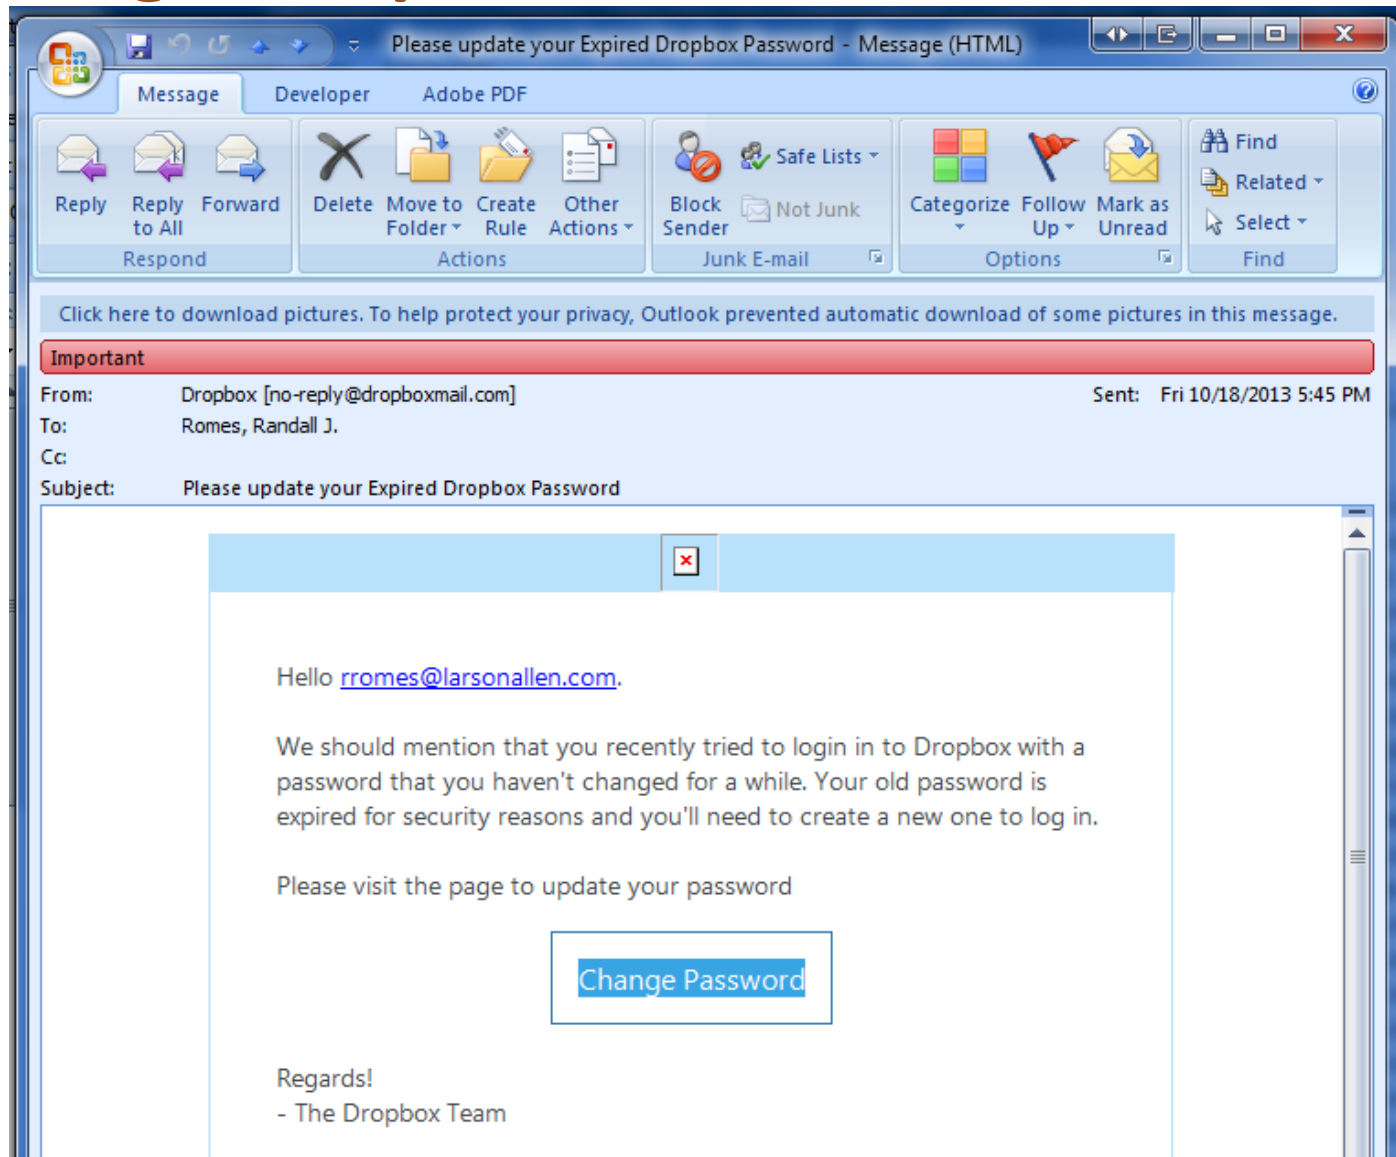 Please update your Expired Dropbox Password - Message (HTML)
Message Developer Adobe PDF
Reply
Reply to All
Forward
Delete
Move to Folder
Create Rule
Other Actions
Block Sender
Safe Lists
Not Junk
Categorize
Follow Up
Mark as Unread
Find
Related
Select
Respond Actions Junk E-mail Options Find
Click here to download pictures. To help protect your privacy, Outlook prevented automatic download of some pictures in this message.
Important
From: Dropbox [no-reply@dropboxmail.com] Sent: Fri 10/18/2013 5:45 PM
To: Romes, Randall J.
Cc:
Subject: Please update your Expired Dropbox Password
Hello rromes@larsonallen.com.
We should mention that you recently tried to login in to Dropbox with a
password that you haven't changed for a while. Your old password is
expired for security reasons and you'll need to create a new one to log in.
Please visit the page to update your password
Change Password
Regards!
- The Dropbox Team